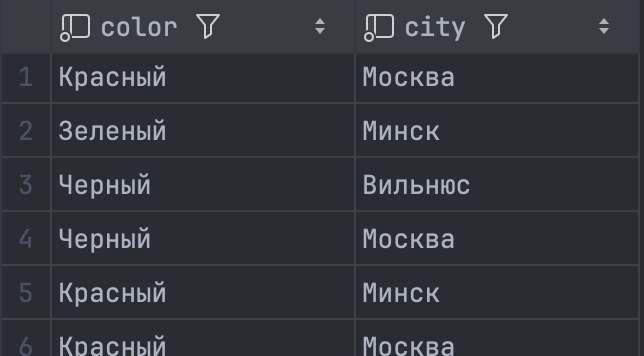 color city
1 Красный Москва
2 Зеленый Минск
3 Черный Вильнюс
4 Черный Москва
5 Красный Минск
6 Красный Москва